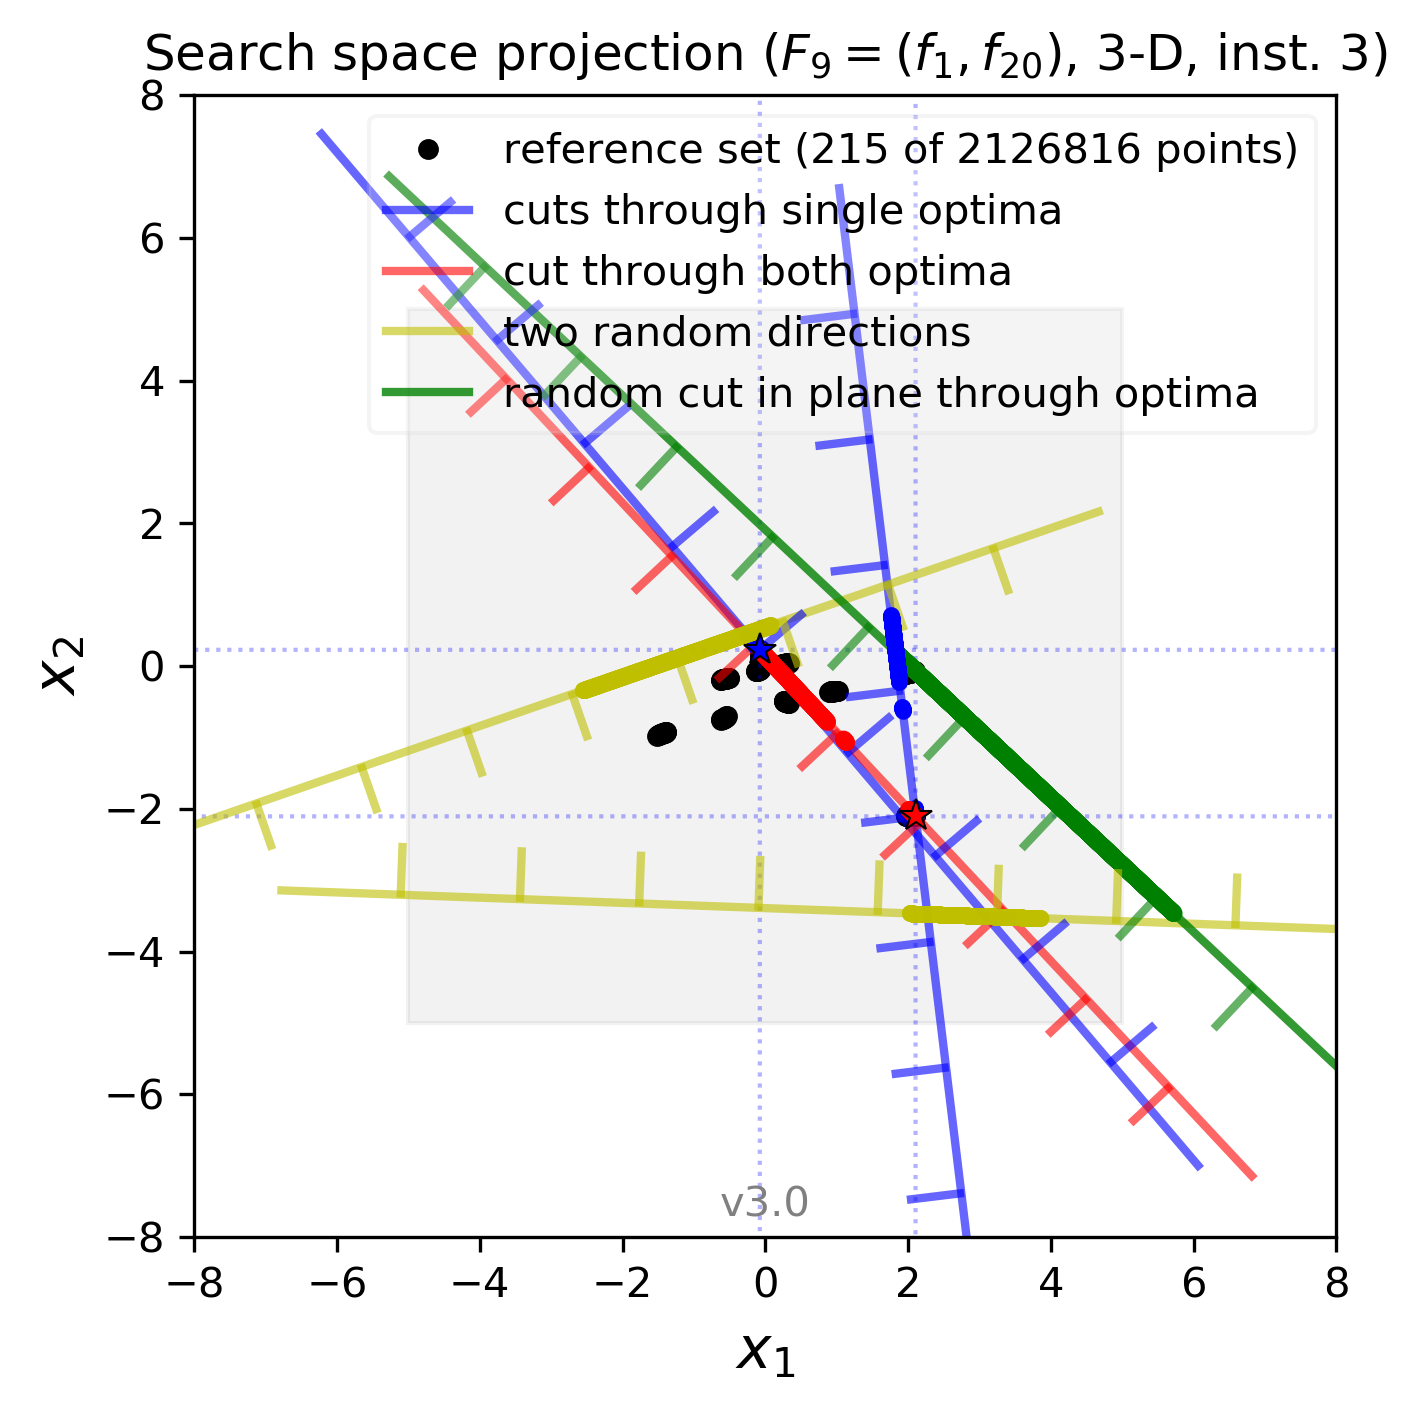 Search space projection (F₉ = (f₁, f₂₀), 3-D, inst. 3)
reference set (215 of 2126816 points)
cuts through single optima
cut through both optima
two random directions
random cut in plane through optima
8
6
4
2
0
−2
−4
−6
−8
x₂
v3.0
−8 −6 −4 −2 0 2 4 6 8
x₁